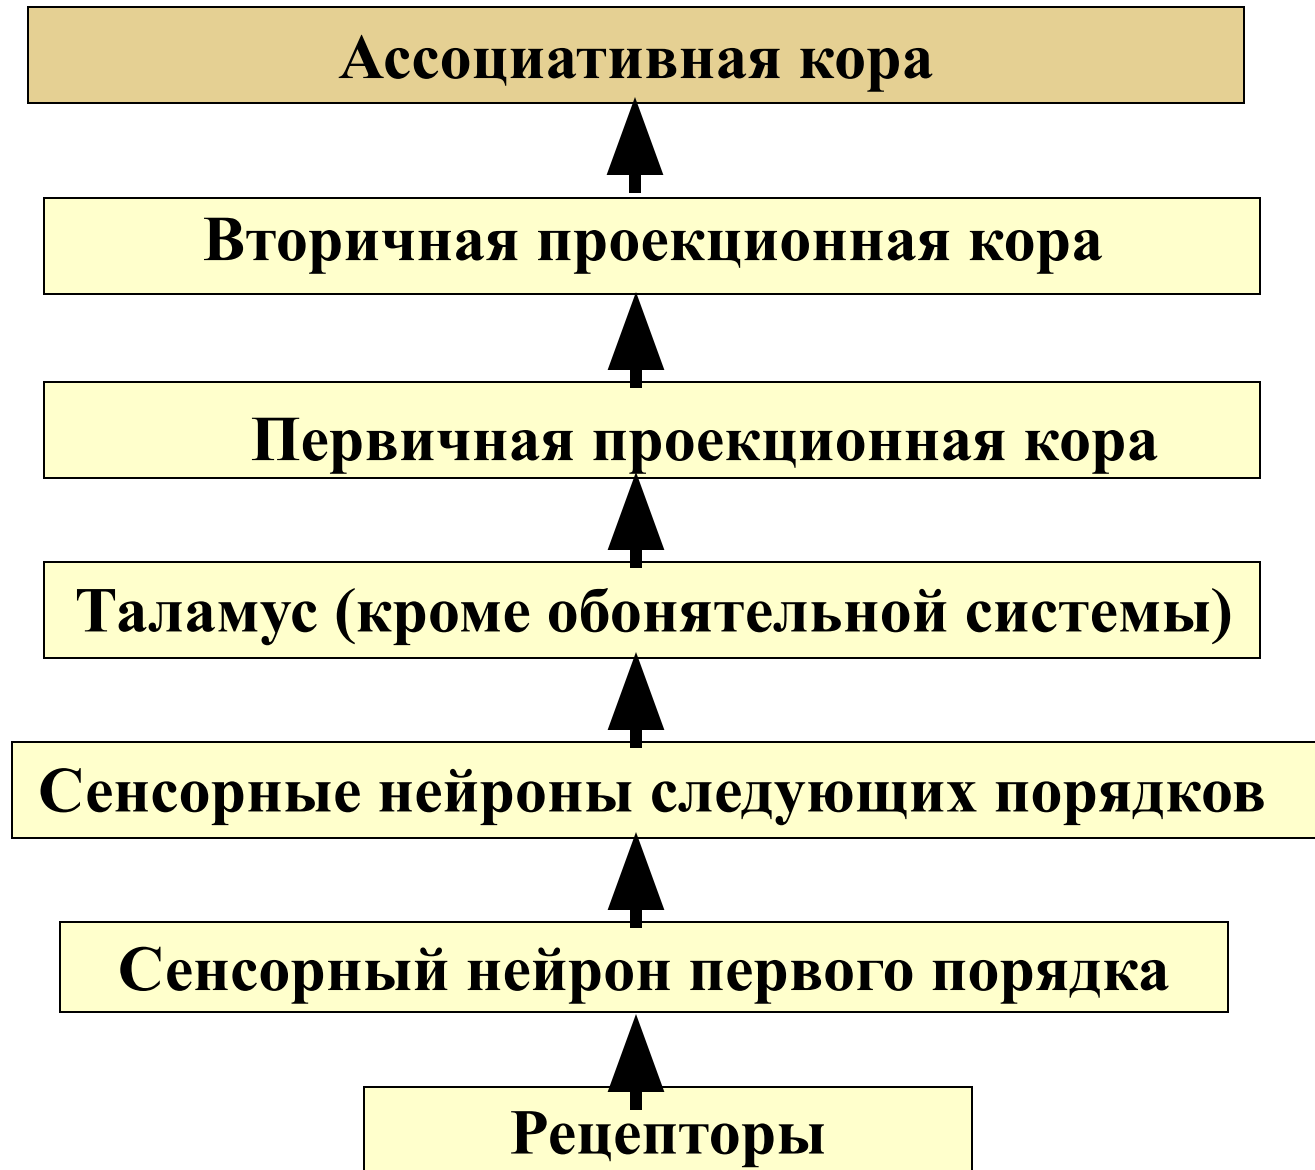 Ассоциативная кора
Вторичная проекционная кора
Первичная проекционная кора
Таламус (кроме обонятельной системы)
Сенсорные нейроны следующих порядков
Сенсорный нейрон первого порядка
Рецепторы